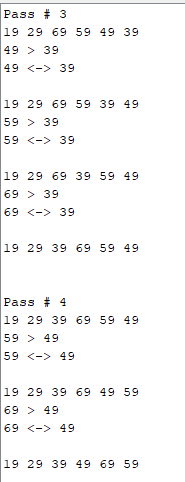 Pass # 3
19 29 69 59 49 39
49 > 39
49 <-> 39
19 29 69 59 39 49
59 > 39
59 <-> 39
19 29 69 39 59 49
69 > 39
69 <-> 39
19 29 39 69 59 49
Pass # 4
19 29 39 69 59 49
59 > 49
59 <-> 49
19 29 39 69 49 59
69 > 49
69 <-> 49
19 29 39 49 69 59